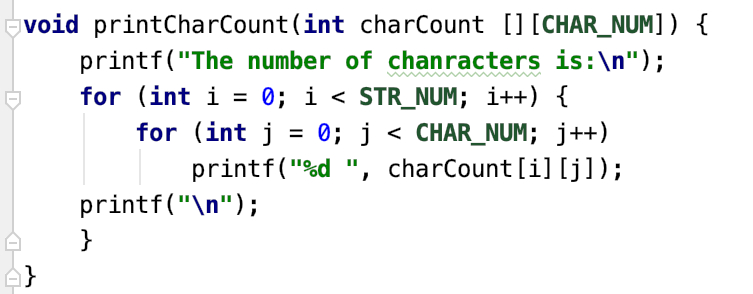 void printCharCount(int charCount [][CHAR_NUM]) {
    printf("The number of chanracters is:\n");
    for (int i = 0; i < STR_NUM; i++) {
        for (int j = 0; j < CHAR_NUM; j++)
            printf("%d ", charCount[i][j]);
    printf("\n");
    }
}